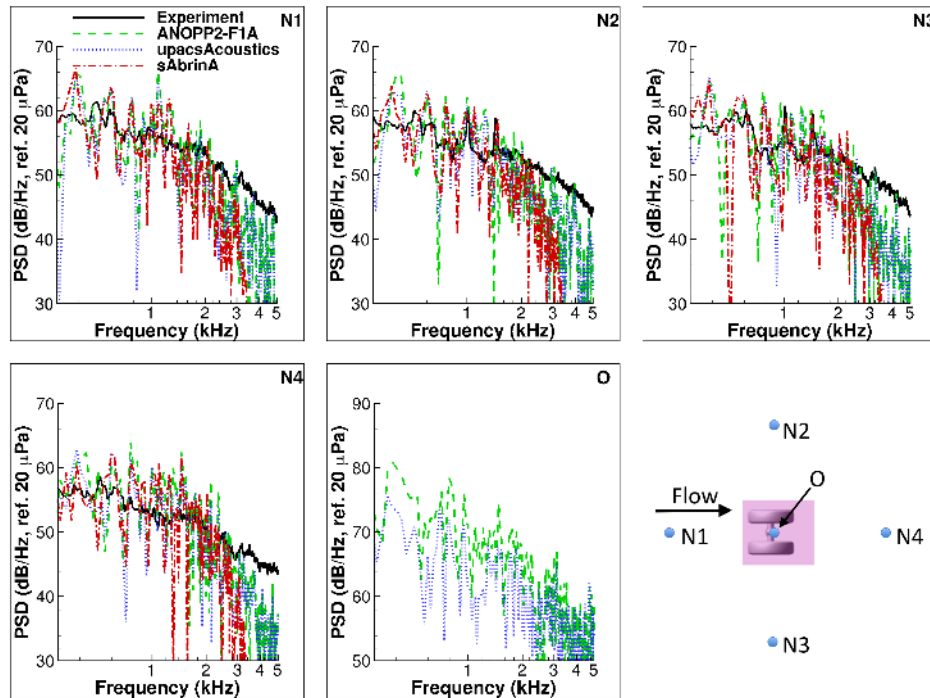 N1
Experiment
ANOPP2-F1A
upacsAcoustics
sAbrinA
PSD (dB/Hz, ref. 20 μPa)
70
60
50
40
30
1 2 3 4 5
Frequency (kHz)
N2
PSD (dB/Hz, ref. 20 μPa)
70
60
50
40
30
1 2 3 4 5
Frequency (kHz)
N3
PSD (dB/Hz, ref. 20 μPa)
70
60
50
40
30
1 2 3 4 5
Frequency (kHz)
N4
PSD (dB/Hz, ref. 20 μPa)
70
60
50
40
30
1 2 3 4 5
Frequency (kHz)
O
PSD (dB/Hz, ref. 20 μPa)
90
80
70
60
50
1 2 3 4 5
Frequency (kHz)
N2
O
Flow
N1
N4
N3